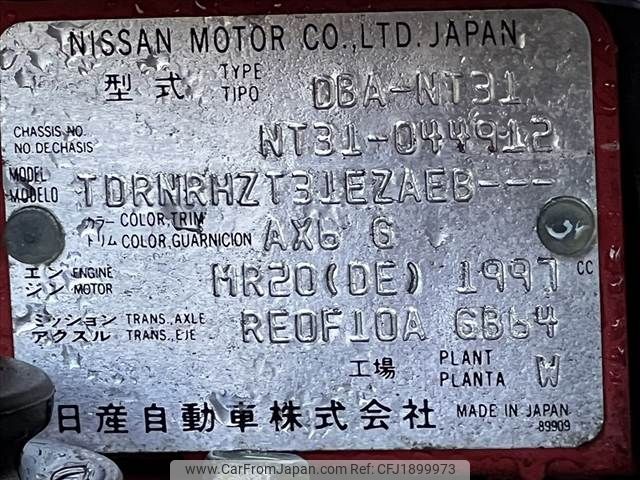 NISSAN MOTOR CO.,LTD. JAPAN
型式 TYPE TIPO DBA-NT31
CHASSIS NO. NO.DE.CHASIS NT31-044912
MODEL MODELO TDRNRHZT31EZAEB---
カラー トリム COLOR,TRIM COLOR,GUARNICION AX6 G
エンジン ENGINE MOTOR MR20(DE) 1997 CC
ミッション アクスル TRANS.,AXLE TRANS.,EJE RE0F10A GB64
工場 PLANT PLANTA W
日産自動車株式会社 MADE IN JAPAN
89909
www.CarFromJapan.com | Ref. No: CFJ1899973